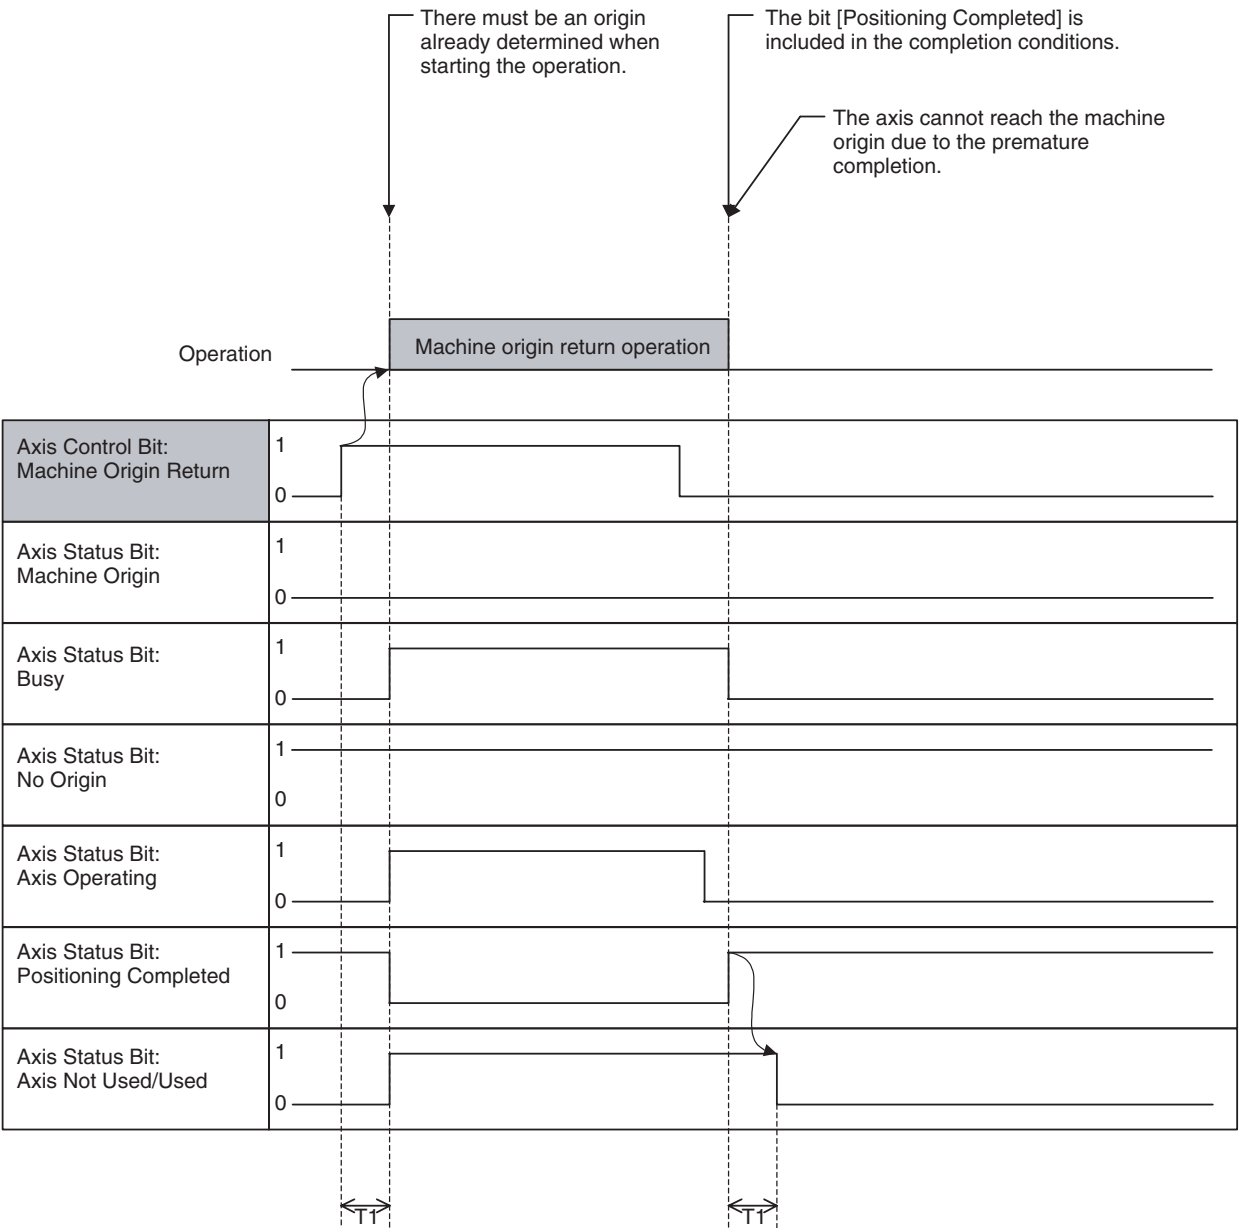 There must be an origin
already determined when
starting the operation.
The bit [Positioning Completed] is
included in the completion conditions.
The axis cannot reach the machine
origin due to the premature
completion.
Operation
Machine origin return operation
Axis Control Bit:
Machine Origin Return
1
0
Axis Status Bit:
Machine Origin
1
0
Axis Status Bit:
Busy
1
0
Axis Status Bit:
No Origin
1
0
Axis Status Bit:
Axis Operating
1
0
Axis Status Bit:
Positioning Completed
1
0
Axis Status Bit:
Axis Not Used/Used
1
0
T1
T1